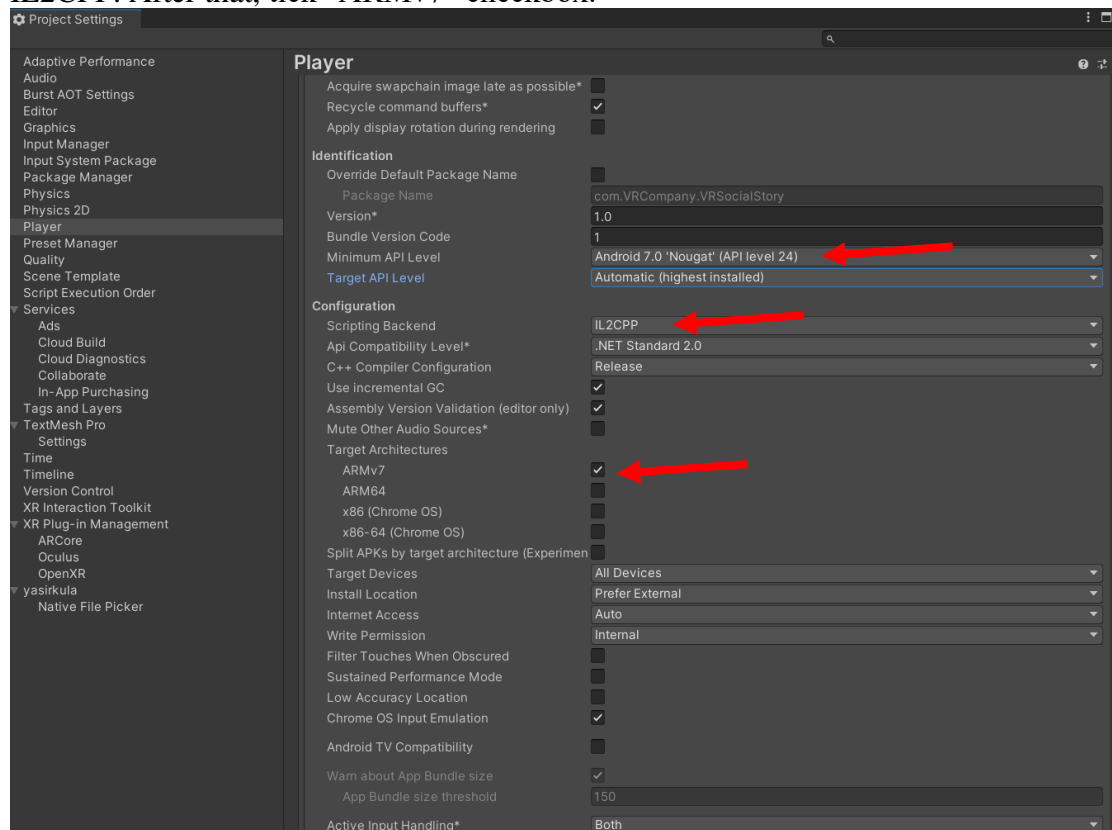 IL2CPP. After that, tick "ARMv7" checkbox.
Project Settings
Adaptive Performance
Audio
Burst AOT Settings
Editor
Graphics
Input Manager
Input System Package
Package Manager
Physics
Physics 2D
Player
Preset Manager
Quality
Scene Template
Script Execution Order
Services
Ads
Cloud Build
Cloud Diagnostics
Collaborate
In-App Purchasing
Tags and Layers
TextMesh Pro
Settings
Time
Timeline
Version Control
XR Interaction Toolkit
XR Plug-in Management
ARCore
Oculus
OpenXR
yasirkula
Native File Picker
Player
Acquire swapchain image late as possible*
Recycle command buffers*
Apply display rotation during rendering
Identification
Override Default Package Name
Package Name com.VRCompany.VRSocialStory
Version* 1.0
Bundle Version Code 1
Minimum API Level Android 7.0 'Nougat' (API level 24)
Target API Level Automatic (highest installed)
Configuration
Scripting Backend IL2CPP
Api Compatibility Level* .NET Standard 2.0
C++ Compiler Configuration Release
Use incremental GC
Assembly Version Validation (editor only)
Mute Other Audio Sources*
Target Architectures
ARMv7
ARM64
x86 (Chrome OS)
x86-64 (Chrome OS)
Split APKs by target architecture (Experimen
Target Devices All Devices
Install Location Prefer External
Internet Access Auto
Write Permission Internal
Filter Touches When Obscured
Sustained Performance Mode
Low Accuracy Location
Chrome OS Input Emulation
Android TV Compatibility
Warn about App Bundle size
App Bundle size threshold 150
Active Input Handling* Both